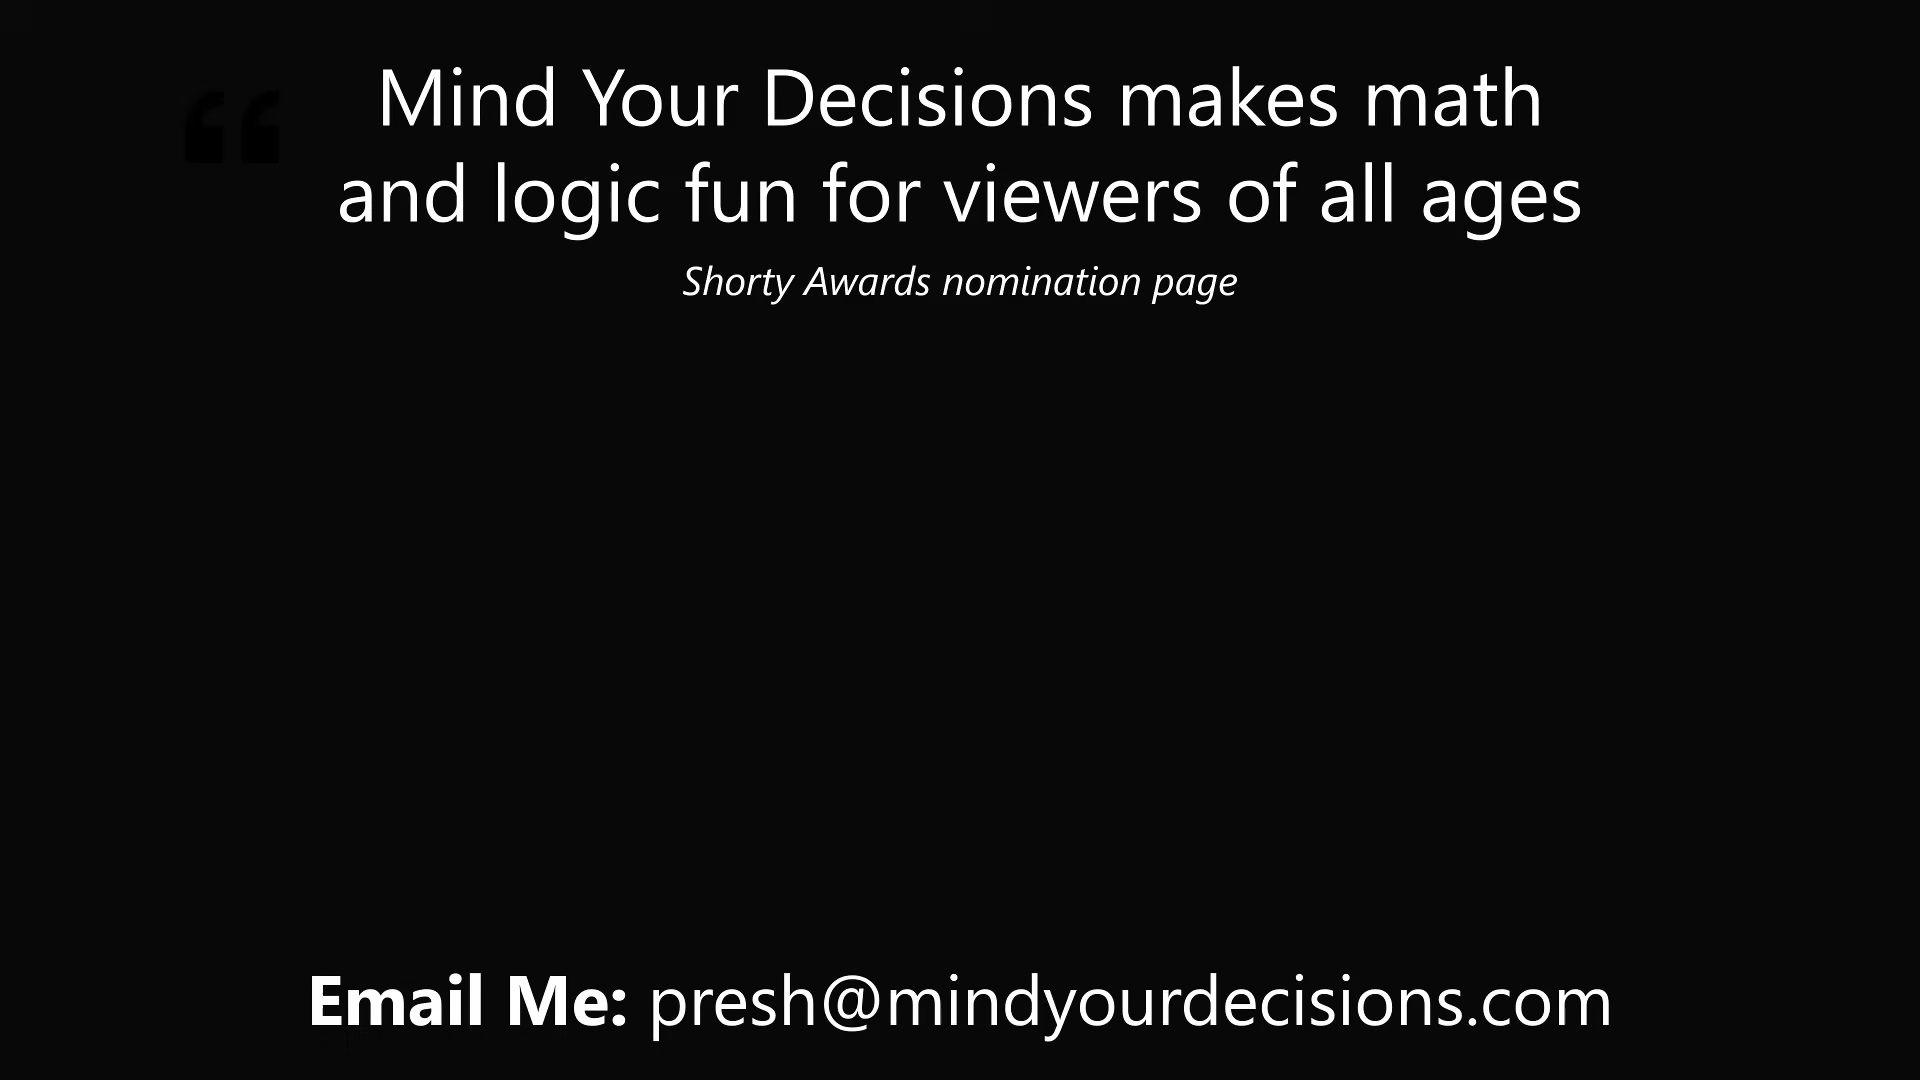 “ Mind Your Decisions makes math
and logic fun for viewers of all ages
Shorty Awards nomination page
Email Me: presh@mindyourdecisions.com